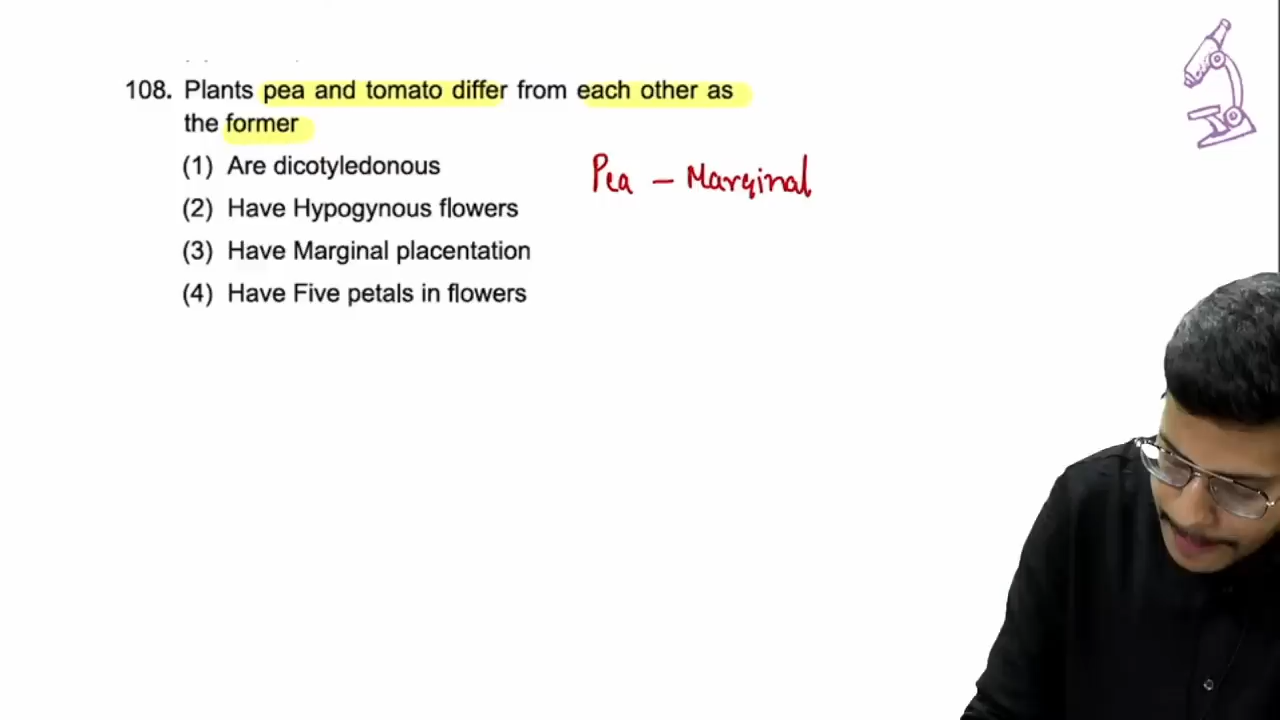 108. Plants pea and tomato differ from each other as
the former
(1) Are dicotyledonous
Pea – Marginal
(2) Have Hypogynous flowers
(3) Have Marginal placentation
(4) Have Five petals in flowers